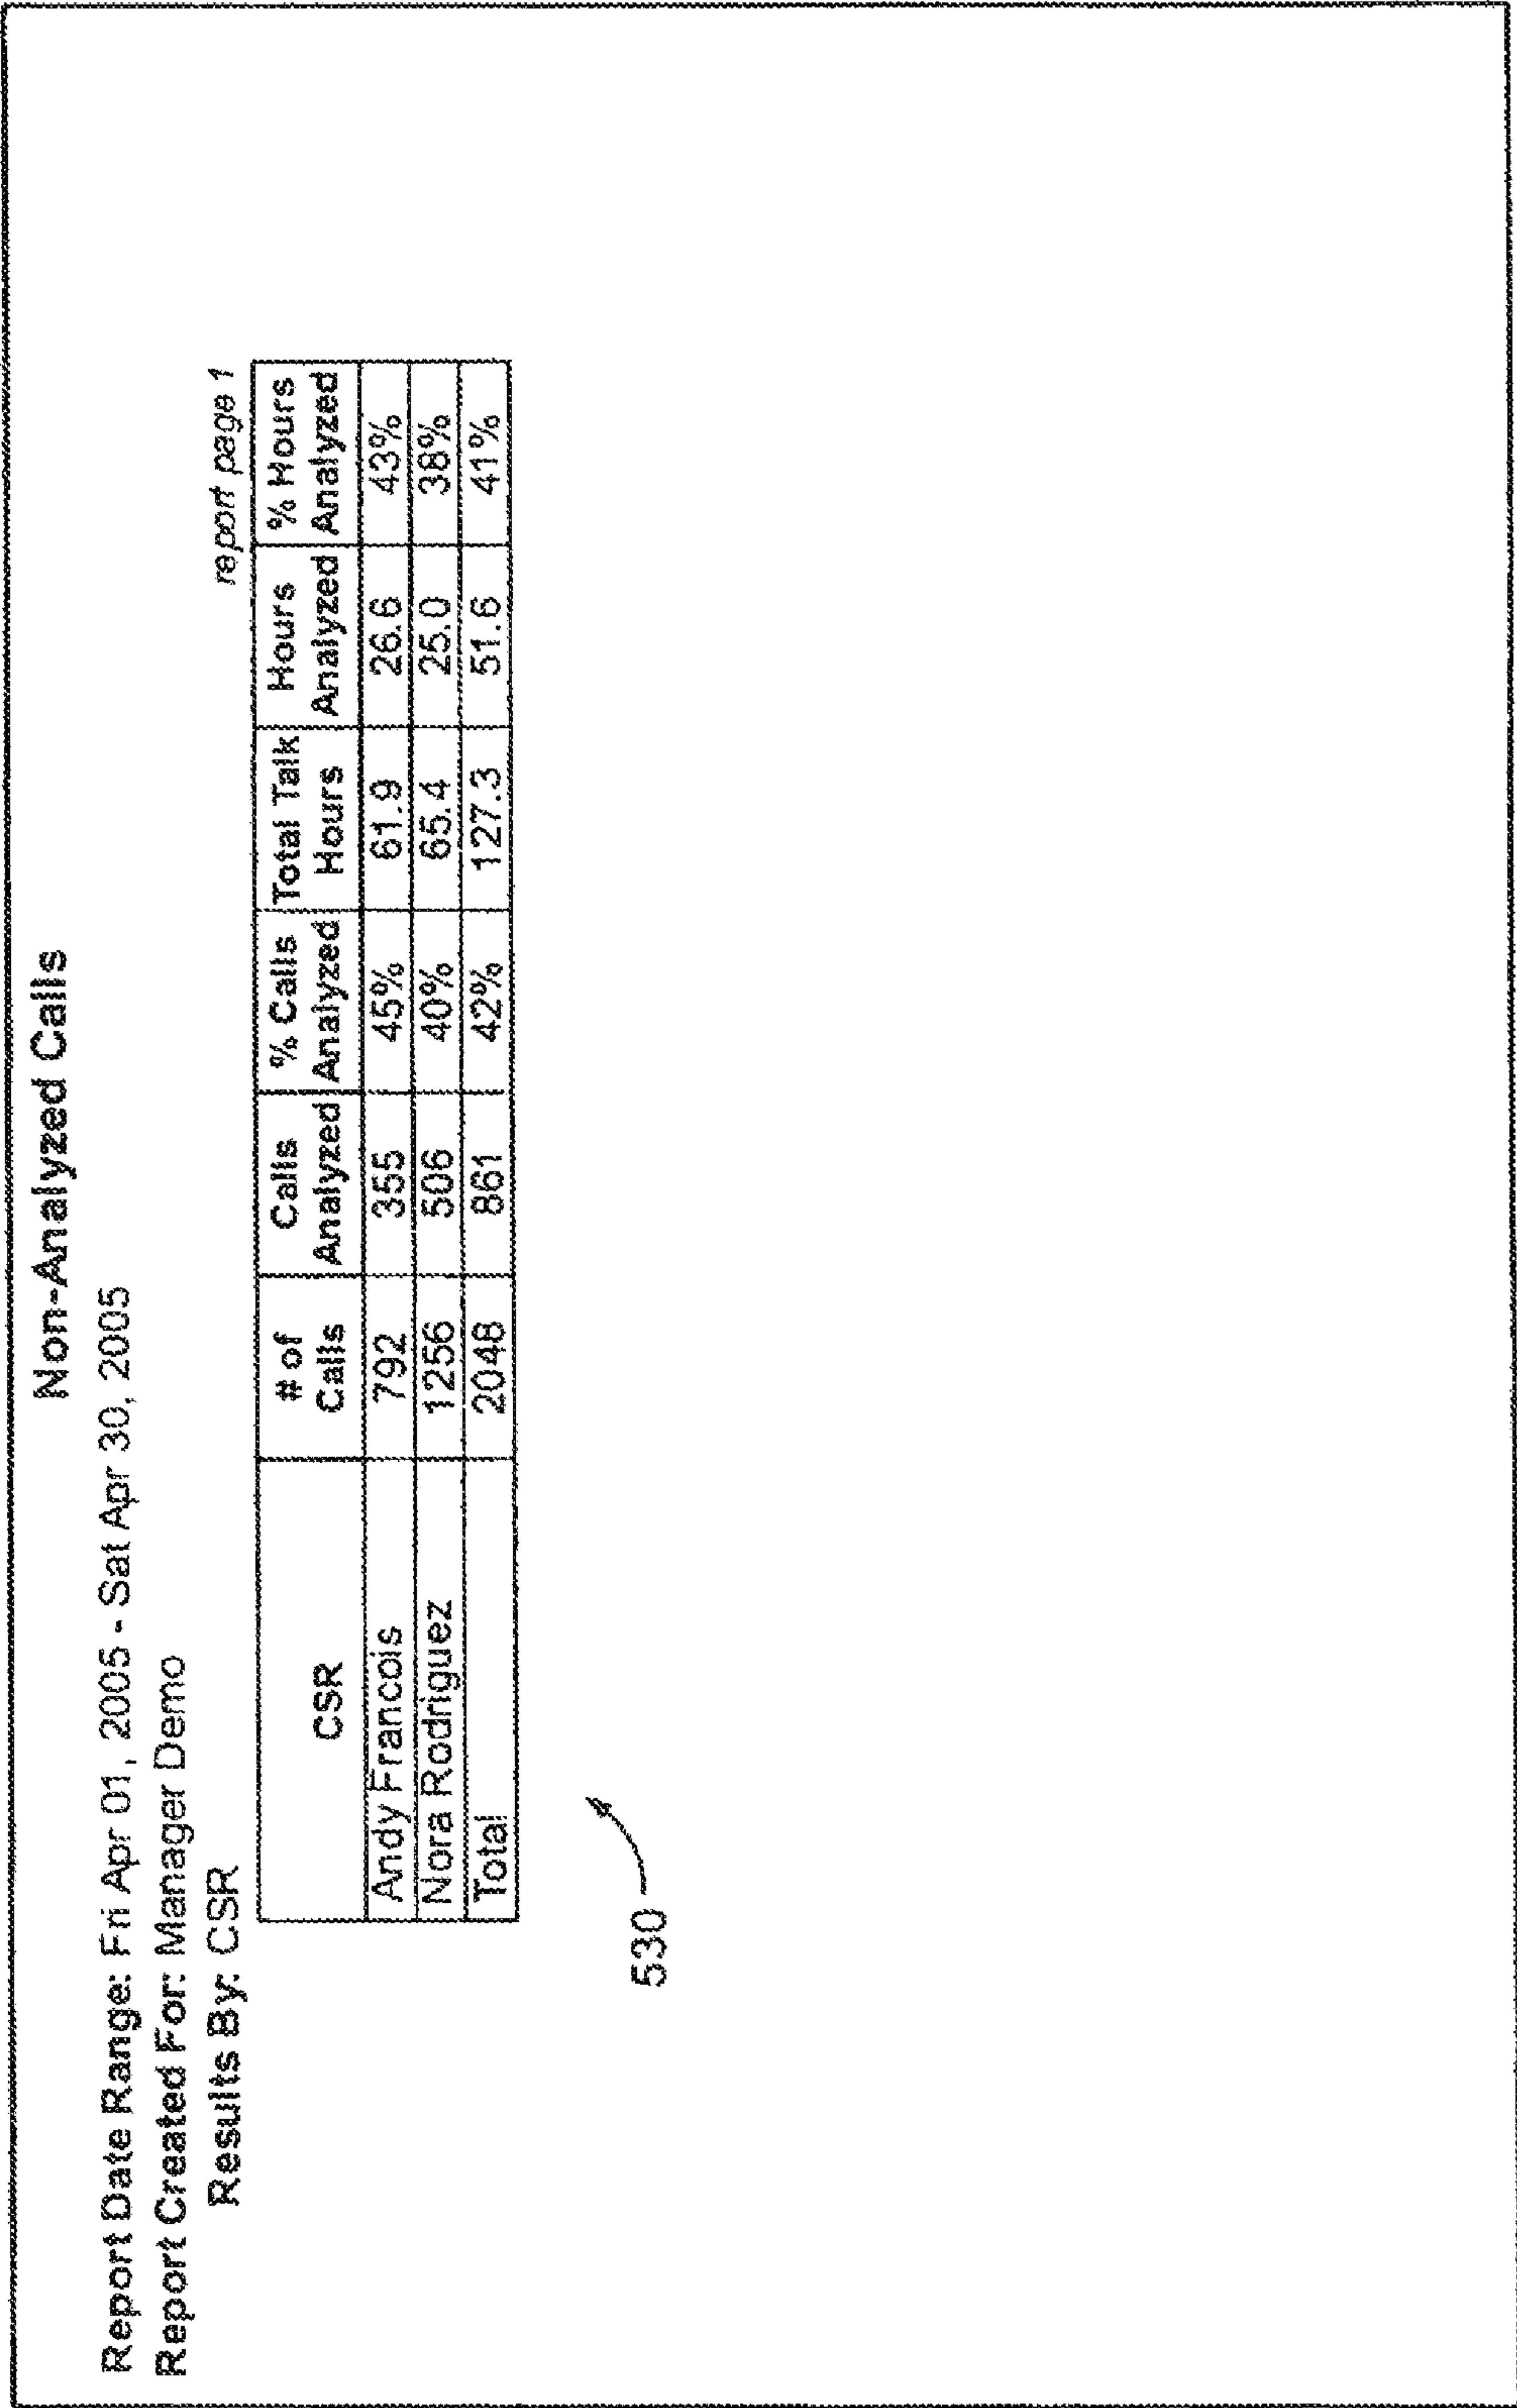 Non-Analyzed Calls
Report Date Range: Fri Apr 01, 2005 - Sat Apr 30, 2005
Report Created For: Manager Demo
Results By: CSR
report page 1
CSR # of Calls Calls Analyzed % Calls Analyzed Total Talk Hours Hours Analyzed % Hours Analyzed
Andy Francois 792 355 45% 61.9 26.6 43%
Nora Rodriguez 1256 506 40% 65.4 25.0 38%
Total 2048 861 42% 127.3 51.6 41%
530